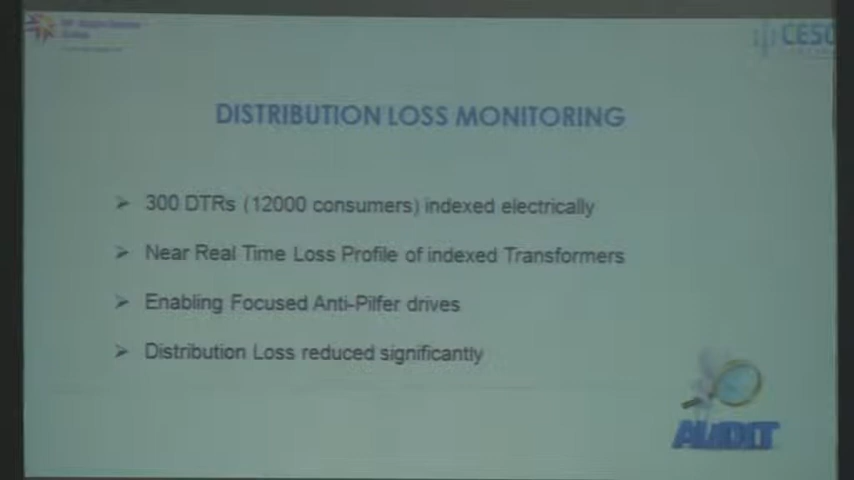 CESC
DISTRIBUTION LOSS MONITORING
300 DTRs (12000 consumers) indexed electrically
Near Real Time Loss Profile of indexed Transformers
Enabling Focused Anti-Pilfer drives
Distribution Loss reduced significantly
AUDIT